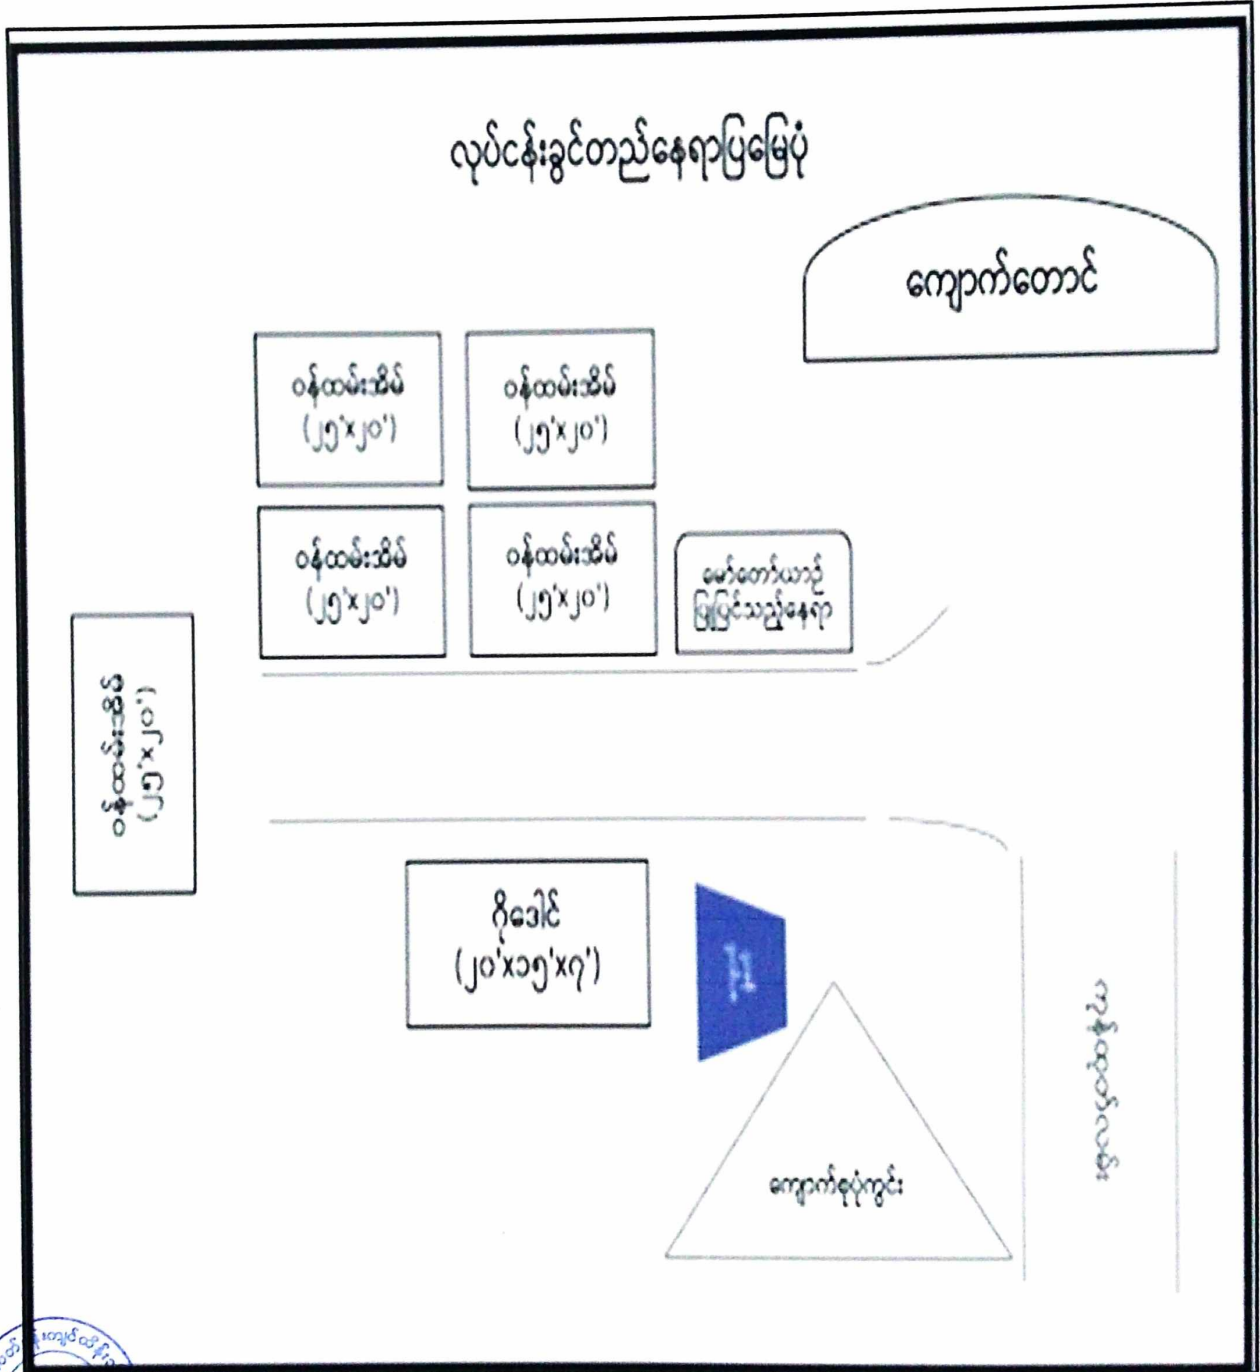 လုပ်ငန်းခွင်တည်နေရာပြမြေပုံ
ကျောက်တောင်
ဝန်ထမ်းအိမ်
(၂၅'x၂၀')
ဝန်ထမ်းအိမ်
(၂၅'x၂၀')
ဝန်ထမ်းအိမ်
(၂၅'x၂၀')
ဝန်ထမ်းအိမ်
(၂၅'x၂၀')
မော်တော်ယာဉ်
ပြုပြင်သည့်နေရာ
ဝန်ထမ်းအိမ်
(၂၅'x၂၀')
ဂိုဒေါင်
(၂၀'x၁၅'x၇')
ကျောက်စုပုံကွင်း
ကုန်ထုတ်လမ်း